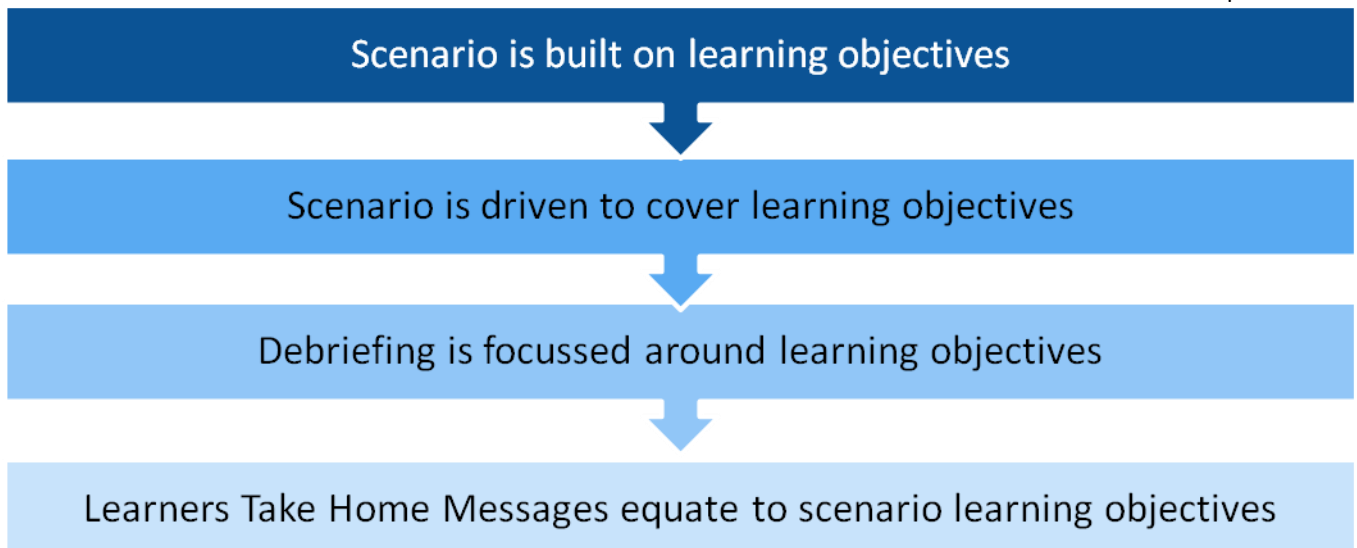 Scenario is built on learning objectives
Scenario is driven to cover learning objectives
Debriefing is focussed around learning objectives
Learners Take Home Messages equate to scenario learning objectives